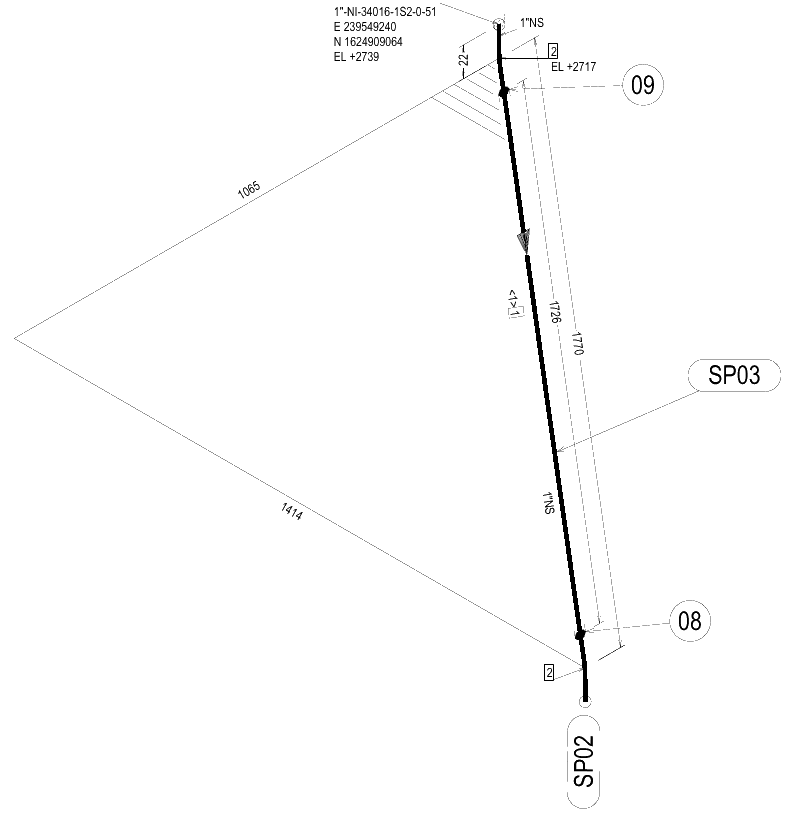 1"-NI-34016-1S2-0-51
E 239549240
N 1624909064
EL +2739
1"NS
22
2
EL +2717
09
1065
<1>
1
1726
1770
SP03
1"NS
1414
08
2
SP02